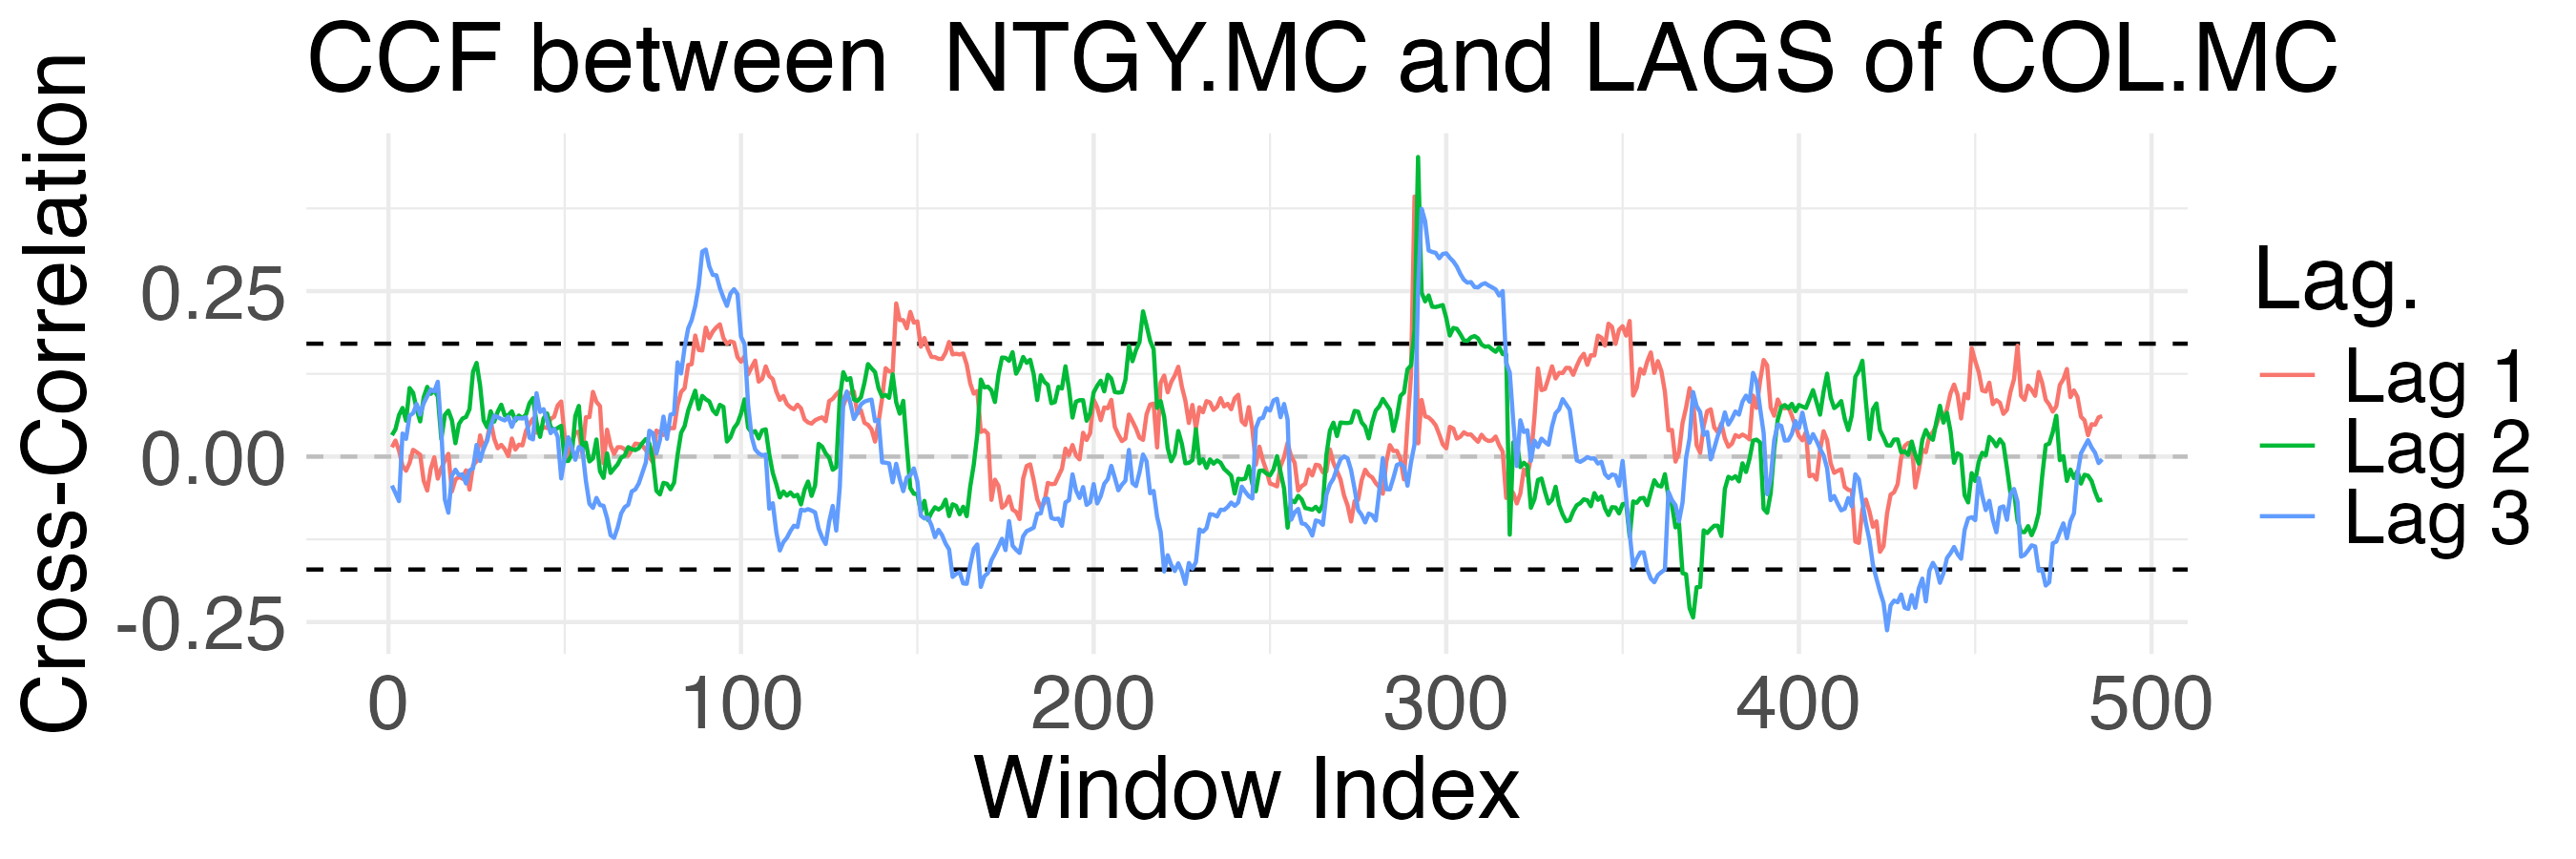 CCF between  NTGY.MC and LAGS of COL.MC
Cross-Correlation
0.25
0.00
-0.25
0 100 200 300 400 500
Window Index
Lag.
Lag 1
Lag 2
Lag 3